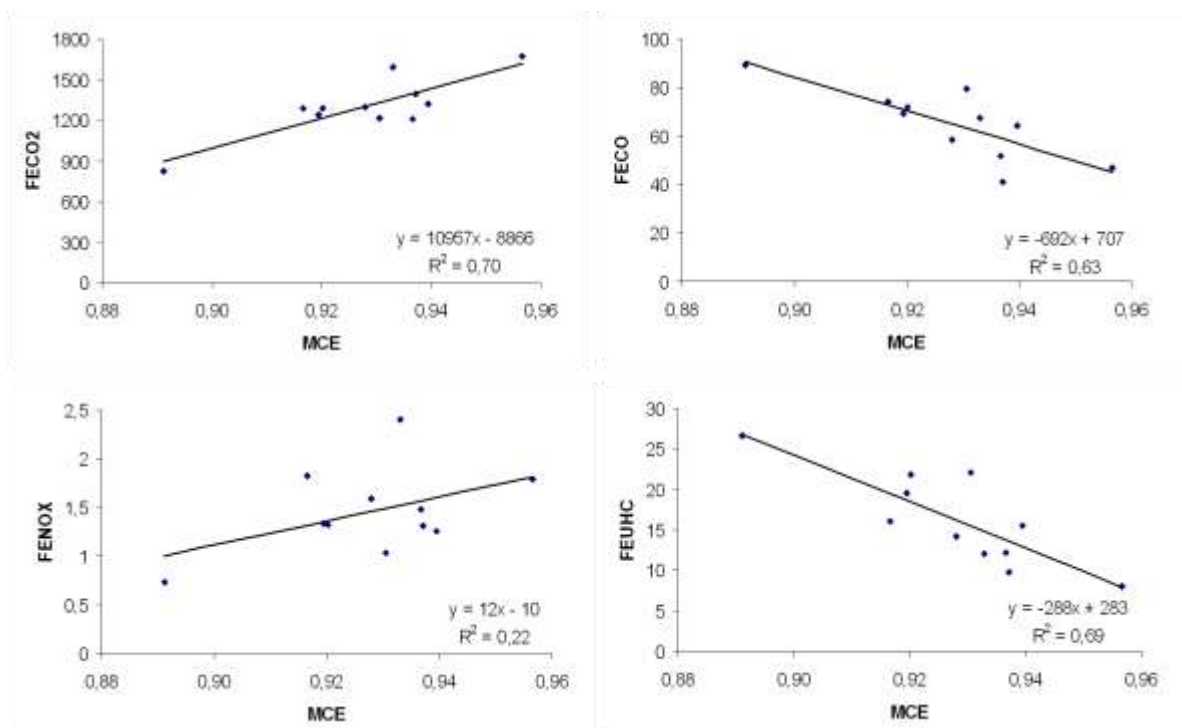 1800
1500
1200
900
600
300
0
FECO2
y = 10957x - 8866
R² = 0,70
0,88 0,90 0,92 0,94 0,96
MCE
100
80
60
40
20
0
FECO
y = -692x + 707
R² = 0,63
0,88 0,90 0,92 0,94 0,96
MCE
2,5
2
1,5
1
0,5
0
FENOX
y = 12x - 10
R² = 0,22
0,88 0,90 0,92 0,94 0,96
MCE
30
25
20
15
10
5
0
FEUHC
y = -288x + 283
R² = 0,69
0,88 0,90 0,92 0,94 0,96
MCE